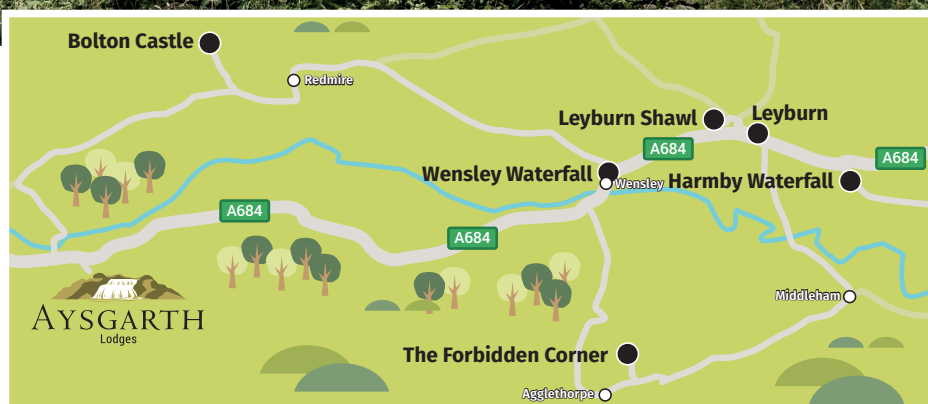 Bolton Castle
Redmire
Leyburn Shawl
Leyburn
A684
A684
Wensley Waterfall
Wensley
Harmby Waterfall
A684
A684
Middleham
AYSGARTH
Lodges
The Forbidden Corner
Agglethorpe